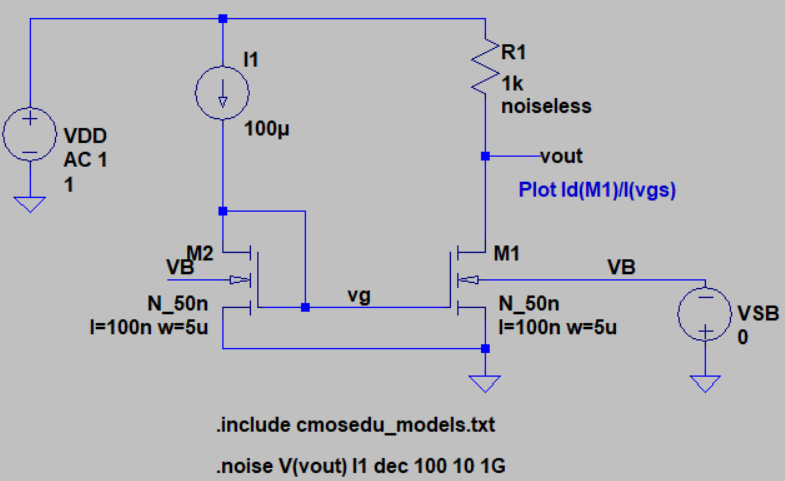 I1
R1
1k
noiseless
100µ
VDD
AC 1
1
vout
Plot Id(M1)/I(vgs)
M2
VB
M1
VB
vg
N_50n
l=100n w=5u
N_50n
l=100n w=5u
VSB
0
.include cmosedu_models.txt
.noise V(vout) I1 dec 100 10 1G